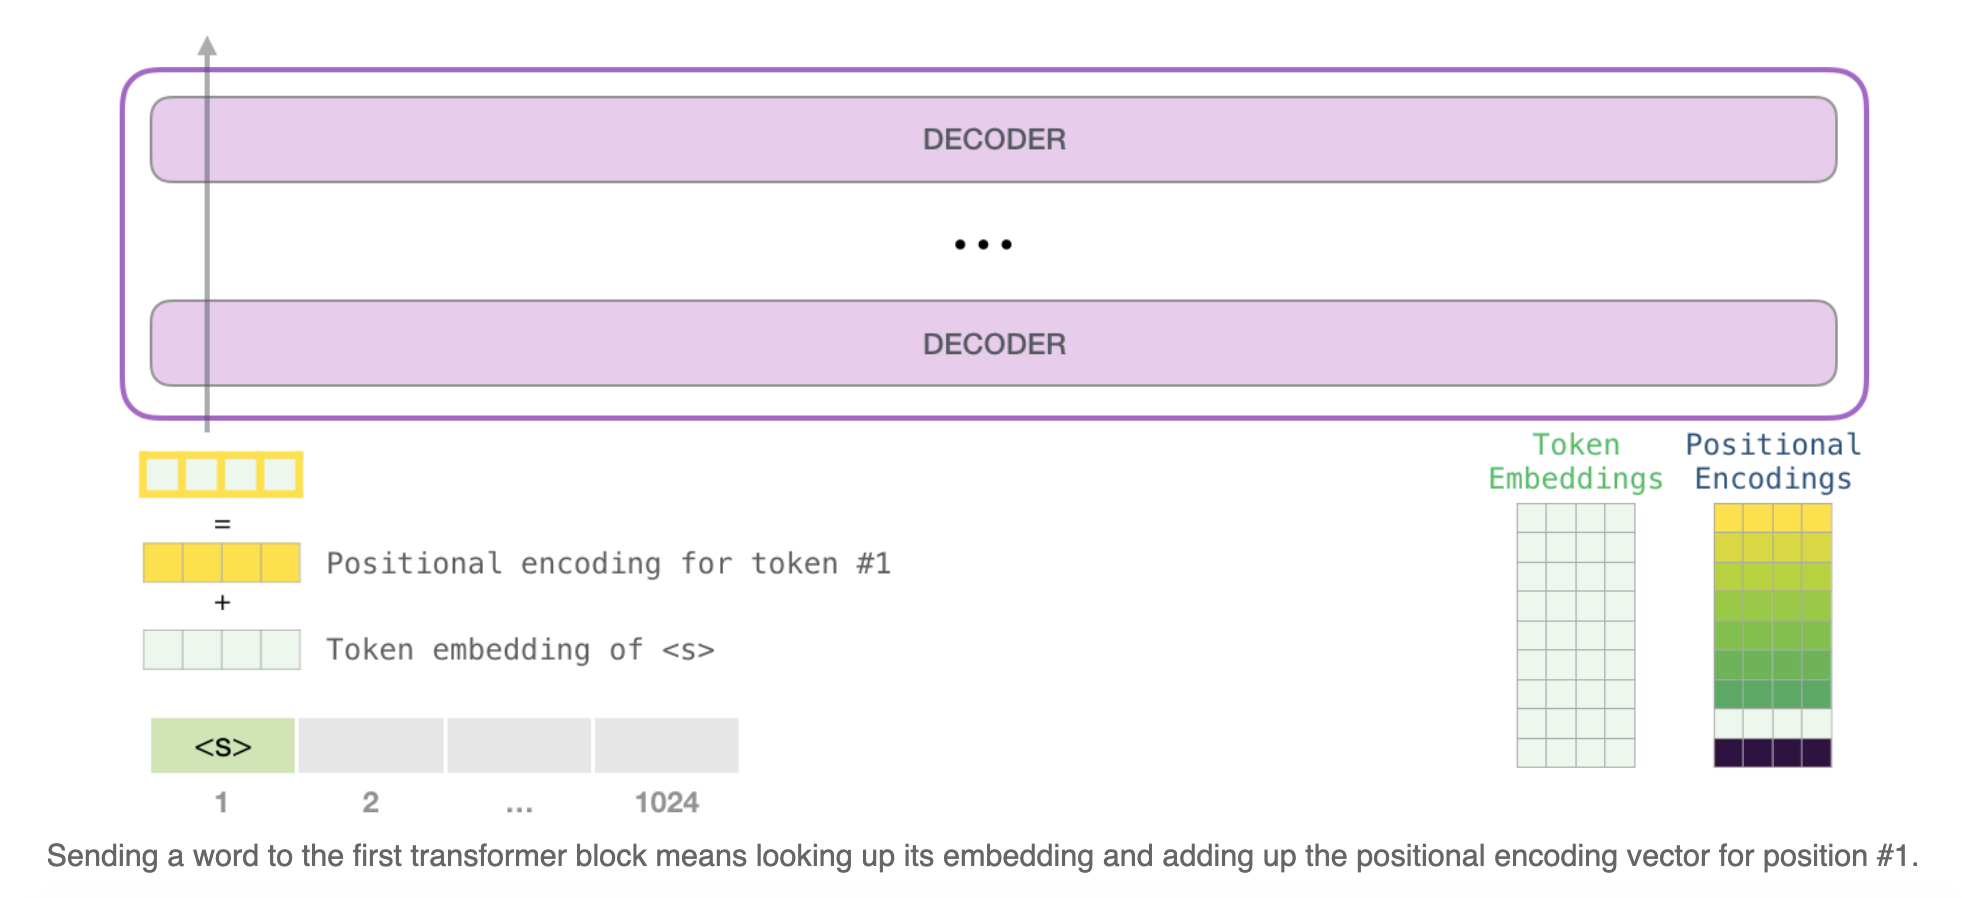 DECODER
...
DECODER
Token Embeddings
Positional Encodings
=
Positional encoding for token #1
+
Token embedding of <s>
<s>
1 2 ... 1024
Sending a word to the first transformer block means looking up its embedding and adding up the positional encoding vector for position #1.